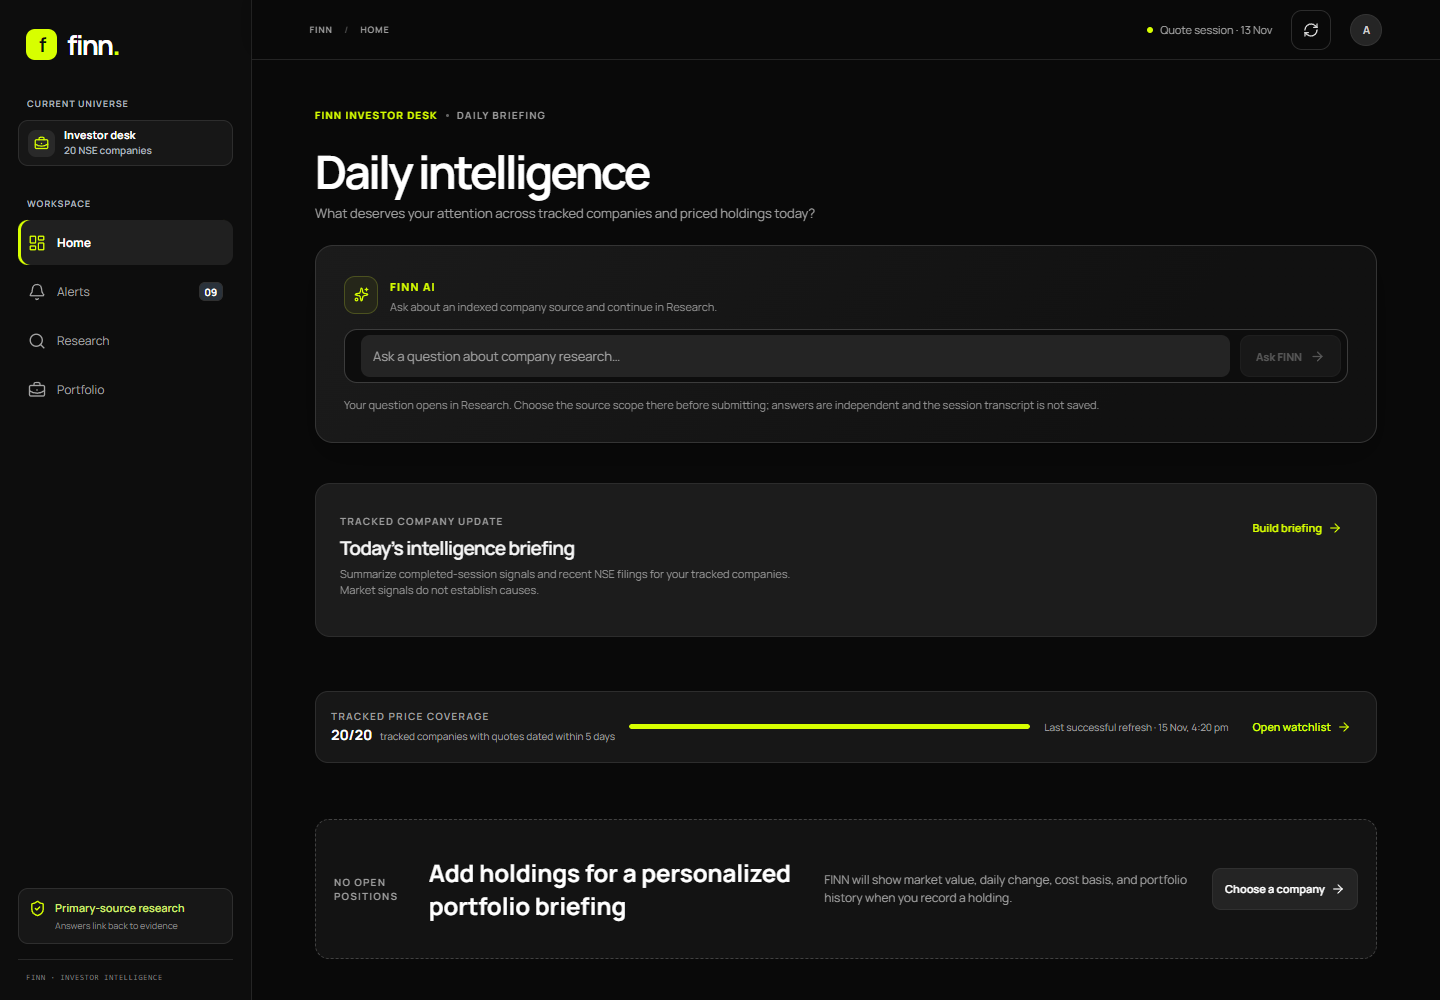 f finn.
CURRENT UNIVERSE
Investor desk
20 NSE companies
WORKSPACE
Home
Alerts 09
Research
Portfolio
Primary-source research
Answers link back to evidence
FINN · INVESTOR INTELLIGENCE
FINN / HOME
Quote session · 13 Nov
A
FINN INVESTOR DESK • DAILY BRIEFING
Daily intelligence
What deserves your attention across tracked companies and priced holdings today?
FINN AI
Ask about an indexed company source and continue in Research.
Ask a question about company research...
Ask FINN
Your question opens in Research. Choose the source scope there before submitting; answers are independent and the session transcript is not saved.
TRACKED COMPANY UPDATE
Today's intelligence briefing
Summarize completed-session signals and recent NSE filings for your tracked companies.
Market signals do not establish causes.
Build briefing
TRACKED PRICE COVERAGE
20/20 tracked companies with quotes dated within 5 days
Last successful refresh · 15 Nov, 4:20 pm
Open watchlist
NO OPEN
POSITIONS
Add holdings for a personalized
portfolio briefing
FINN will show market value, daily change, cost basis, and portfolio
history when you record a holding.
Choose a company